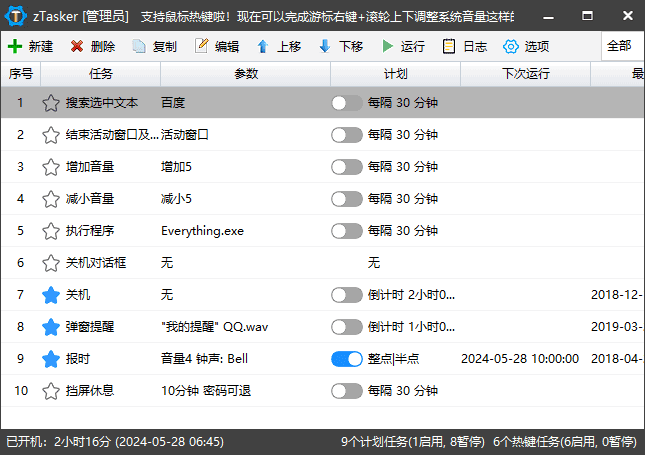 zTasker [管理员] 支持鼠标热键啦！现在可以完成游标右键+滚轮上下调整系统音量这样的
新建 删除 复制 编辑 上移 下移 运行 日志 选项 全部
序号 任务 参数 计划 下次运行 最
1 搜索选中文本 百度 每隔 30 分钟
2 结束活动窗口及... 活动窗口 每隔 30 分钟
3 增加音量 增加5 每隔 30 分钟
4 减小音量 减小5 每隔 30 分钟
5 执行程序 Everything.exe 每隔 30 分钟
6 关机对话框 无 无
7 关机 无 倒计时 2小时0... 2018-12-
8 弹窗提醒 "我的提醒" QQ.wav 倒计时 1小时0... 2019-03-
9 报时 音量4 钟声: Bell 整点|半点 2024-05-28 10:00:00 2018-04-
10 挡屏休息 10分钟 密码可退 每隔 30 分钟
已开机：2小时16分 (2024-05-28 06:45) 9个计划任务(1启用, 8暂停) 6个热键任务(6启用, 0暂停)